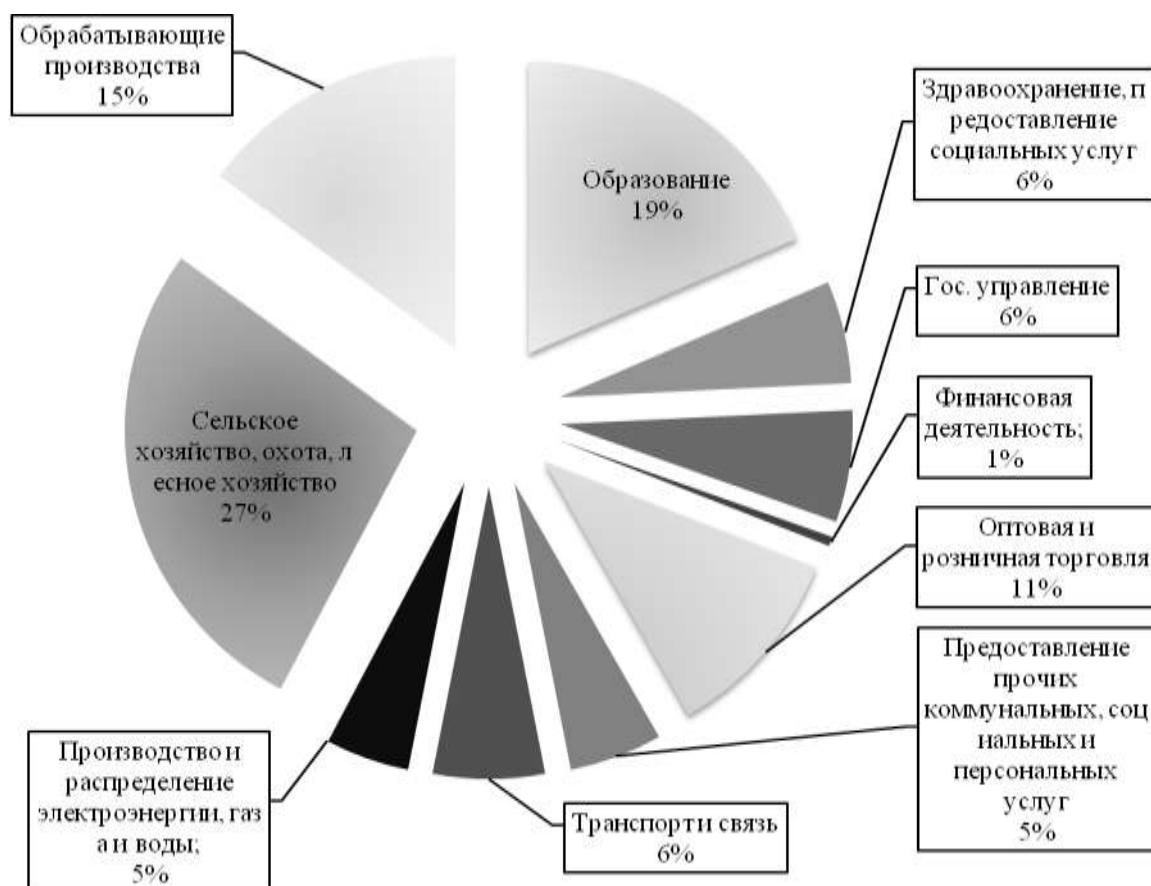 Обрабатывающие
производства
15%
Образование
19%
Здравоохранение, п
редоставление
социальных услуг
6%
Гос. управление
6%
Финансовая
деятельность;
1%
Оптовая и
розничная торговля
11%
Предоставление
прочих
коммунальных, соц
иальных и
персональных
услуг
5%
Транспорт и связь
6%
Производство и
распределение
электроэнергии, газ
а и воды;
5%
Сельское
хозяйство, охота, л
есное хозяйство
27%